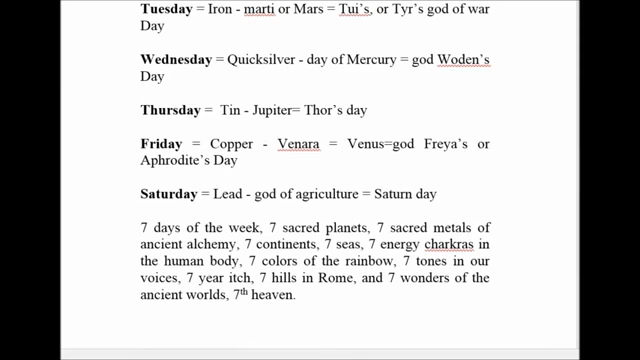 Tuesday = Iron - marti or Mars = Tui's, or Tyr's god of war
Day
Wednesday = Quicksilver - day of Mercury = god Woden's
Day
Thursday =  Tin - Jupiter= Thor's day
Friday = Copper - Venara = Venus=god Freya's or
Aphrodite's Day
Saturday = Lead - god of agriculture = Saturn day
7 days of the week, 7 sacred planets, 7 sacred metals of
ancient alchemy, 7 continents, 7 seas, 7 energy charkras in
the human body, 7 colors of the rainbow, 7 tones in our
voices, 7 year itch, 7 hills in Rome, and 7 wonders of the
ancient worlds, 7th heaven.